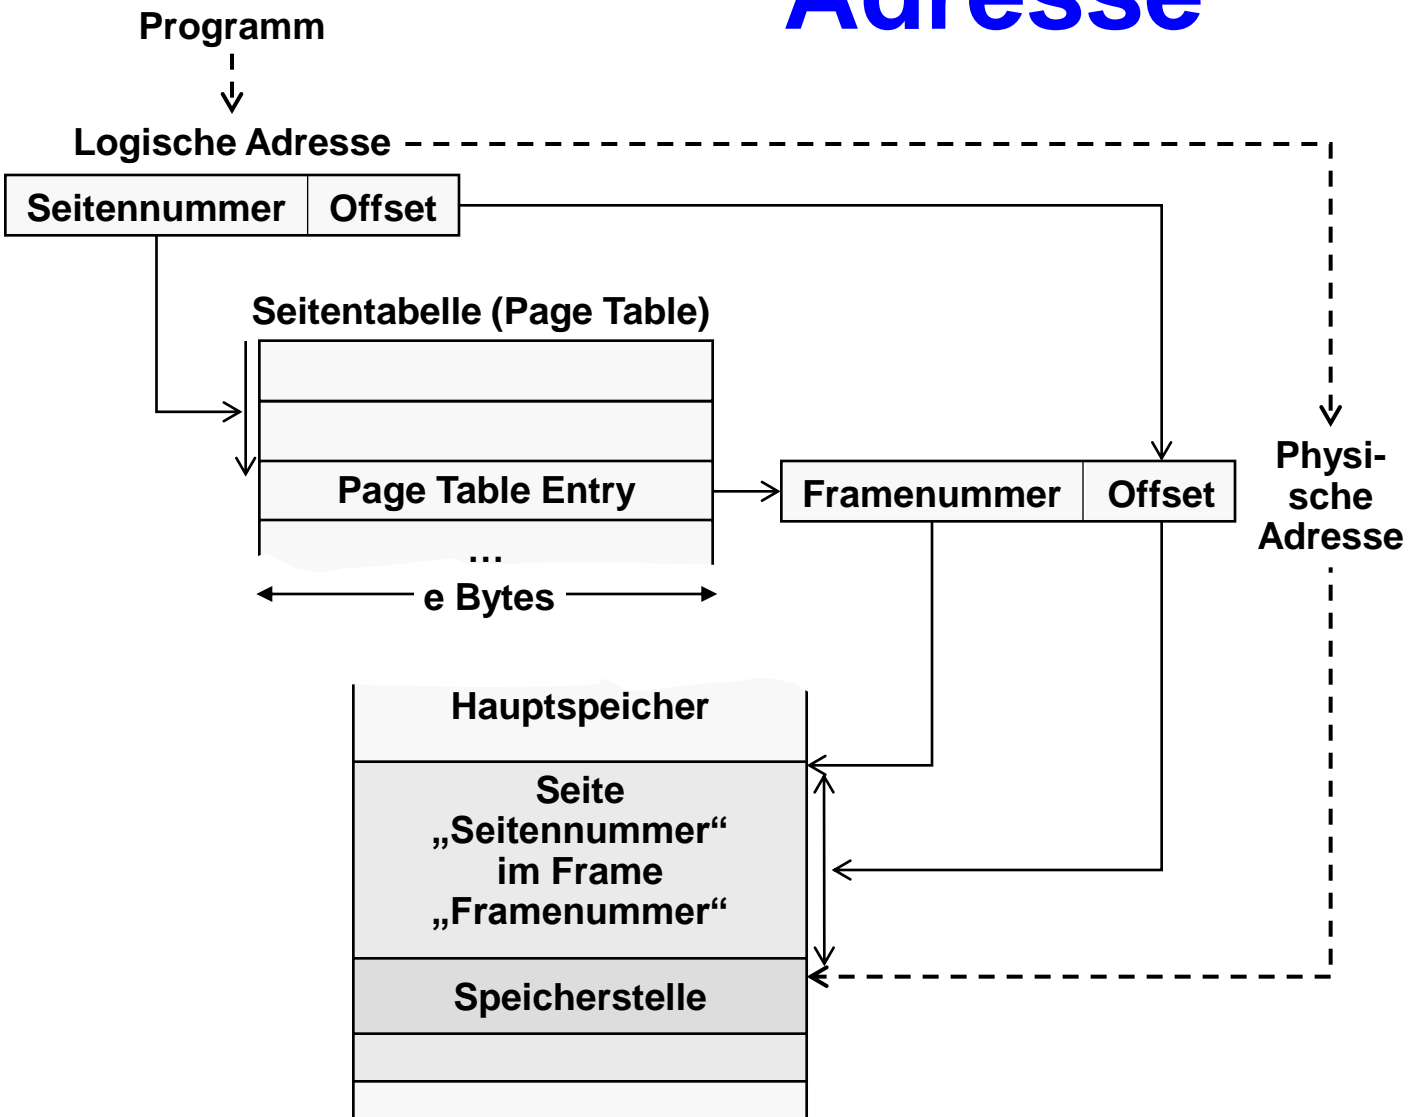 Adresse
Programm
Logische Adresse
Seitennummer Offset
Seitentabelle (Page Table)
Page Table Entry
...
e Bytes
Framenummer Offset
Physi-
sche
Adresse
Hauptspeicher
Seite
„Seitennummer“
im Frame
„Framenummer“
Speicherstelle